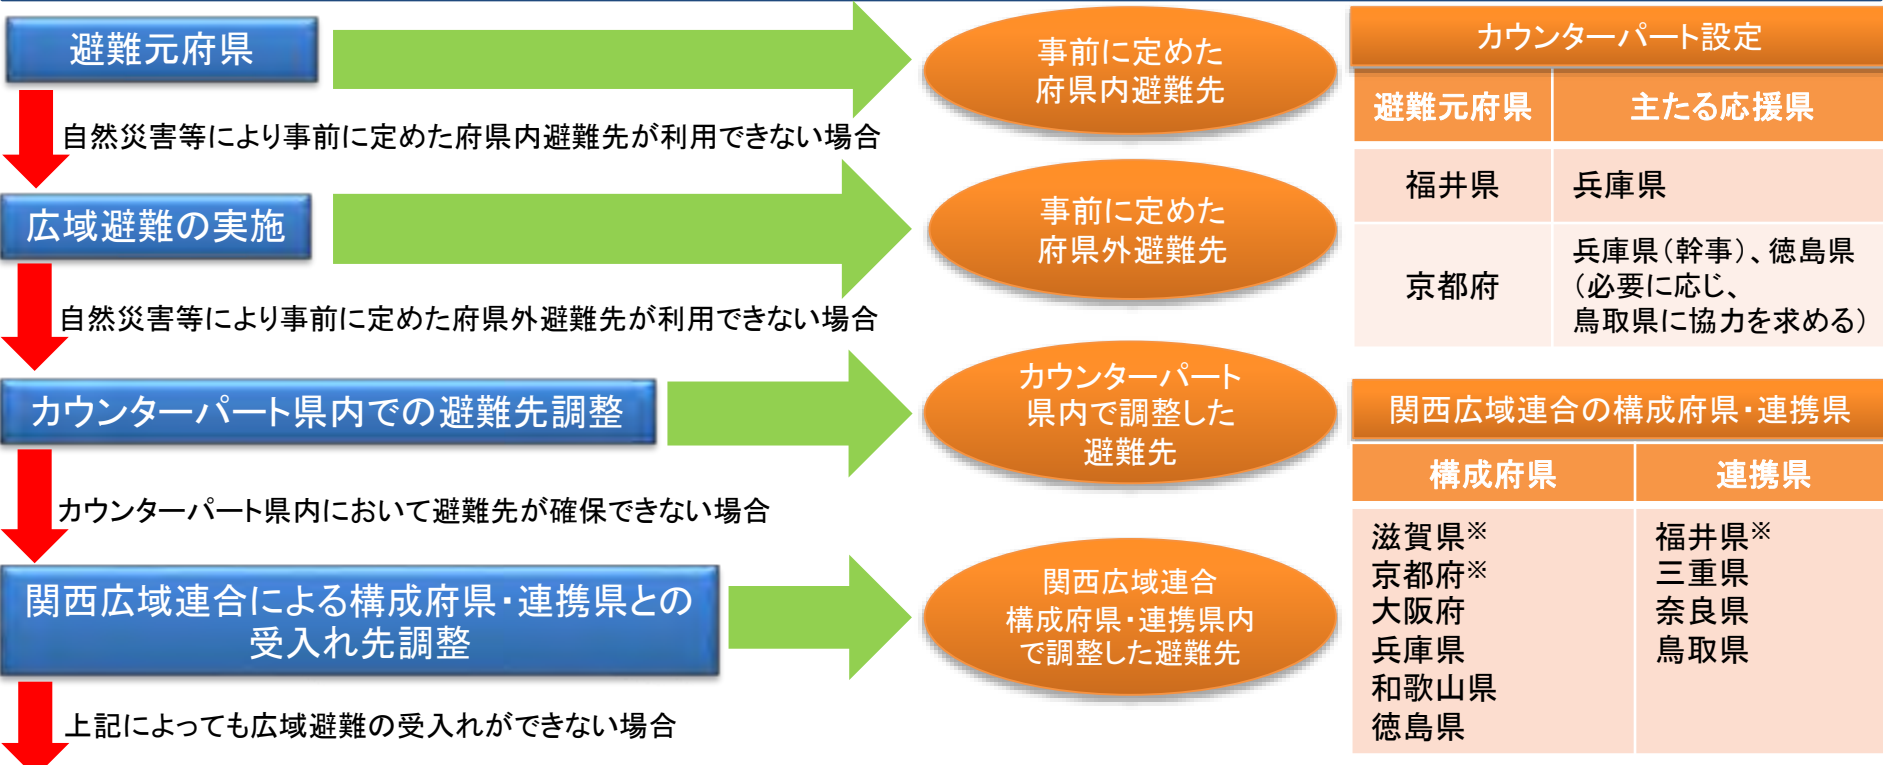 避難元府県
事前に定めた
府県内避難先
自然災害等により事前に定めた府県内避難先が利用できない場合
広域避難の実施
事前に定めた
府県外避難先
自然災害等により事前に定めた府県外避難先が利用できない場合
カウンターパート県内での避難先調整
カウンターパート
県内で調整した
避難先
カウンターパート県内において避難先が確保できない場合
関西広域連合による構成府県・連携県との
受入れ先調整
関西広域連合
構成府県・連携県内
で調整した避難先
上記によっても広域避難の受入れができない場合
カウンターパート設定
避難元府県 主たる応援県
福井県 兵庫県
京都府 兵庫県(幹事)、徳島県
(必要に応じ、
鳥取県に協力を求める)
関西広域連合の構成府県・連携県
構成府県 連携県
滋賀県※ 福井県※
京都府※ 三重県
大阪府 奈良県
兵庫県 鳥取県
和歌山県
徳島県